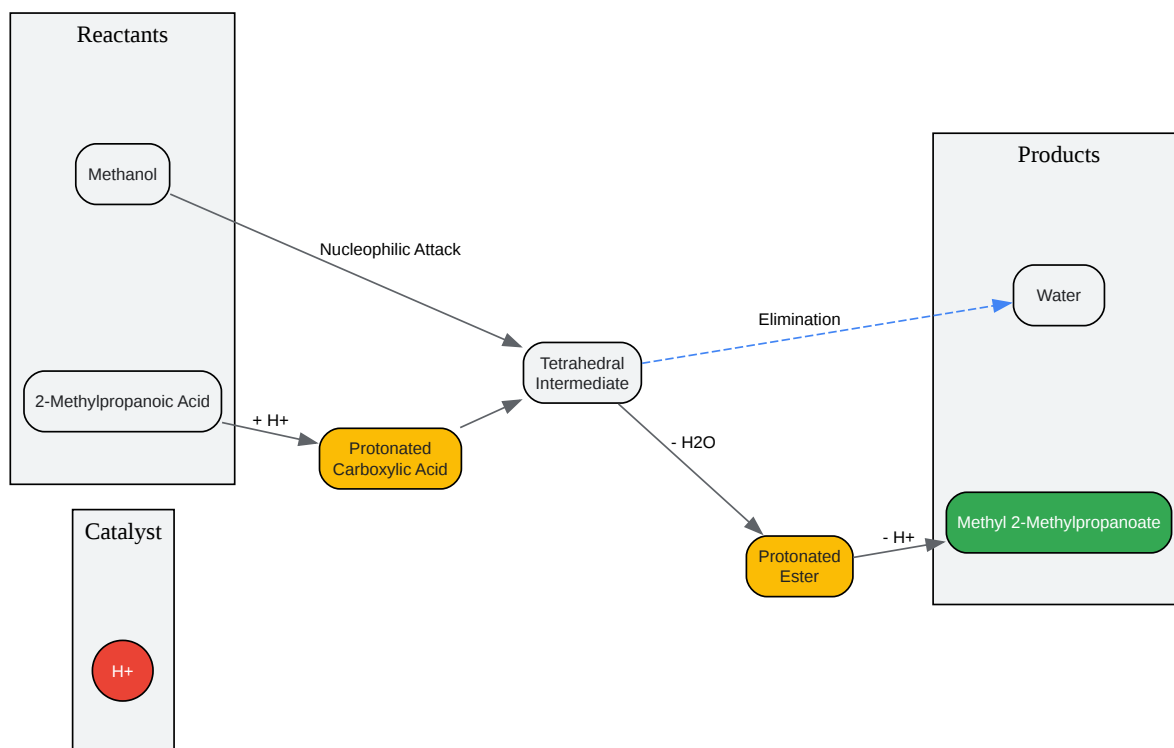 Reactants
Methanol
Nucleophilic Attack
2-Methylpropanoic Acid
+ H+
Protonated
Carboxylic Acid
Tetrahedral
Intermediate
Elimination
- H2O
Protonated
Ester
- H+
Products
Water
Methyl 2-Methylpropanoate
Catalyst
H+